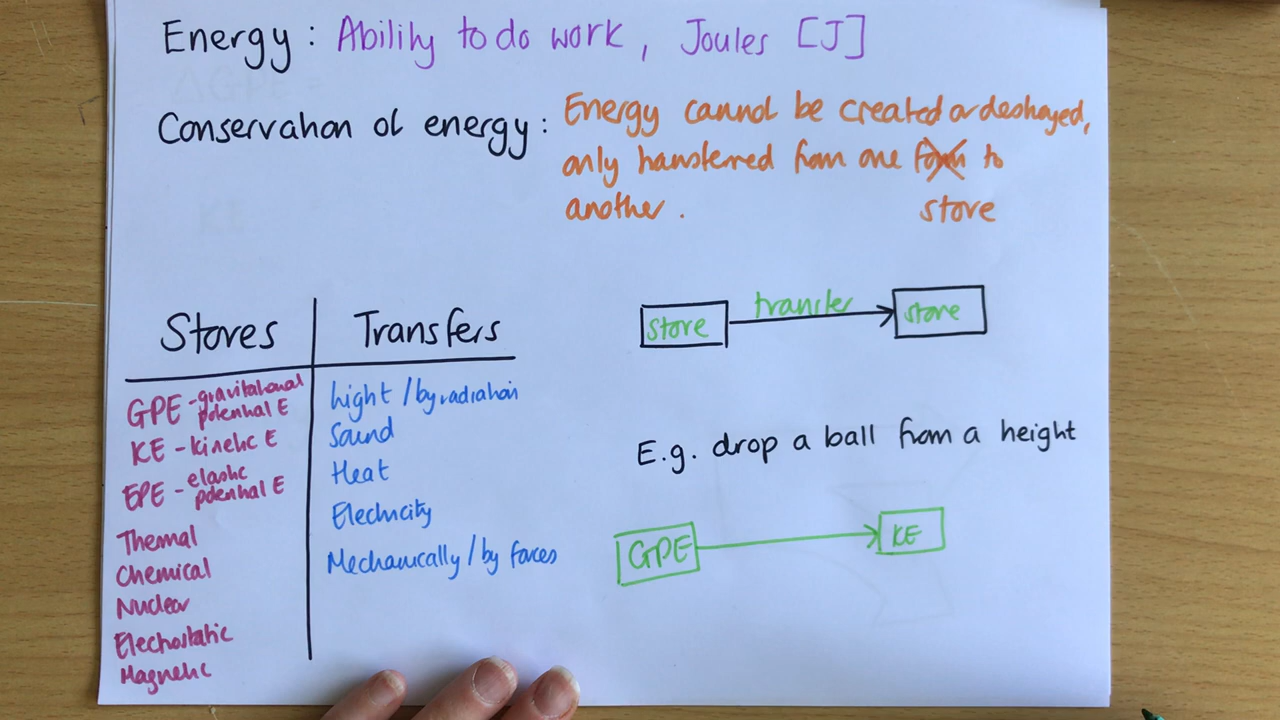 Energy : Ability to do work, Joules [J]
Conservation of energy : Energy cannot be created or destroyed,
only transferred from one form to
another. store
Stores
GPE - gravitational
potential E
KE - kinetic E
EPE - elastic
potential E
Thermal
Chemical
Nuclear
Electrostatic
Magnetic
Transfers
Light / by radiation
Sound
Heat
Electricity
Mechanically / by forces
store transfer store
E.g. drop a ball from a height
GPE KE